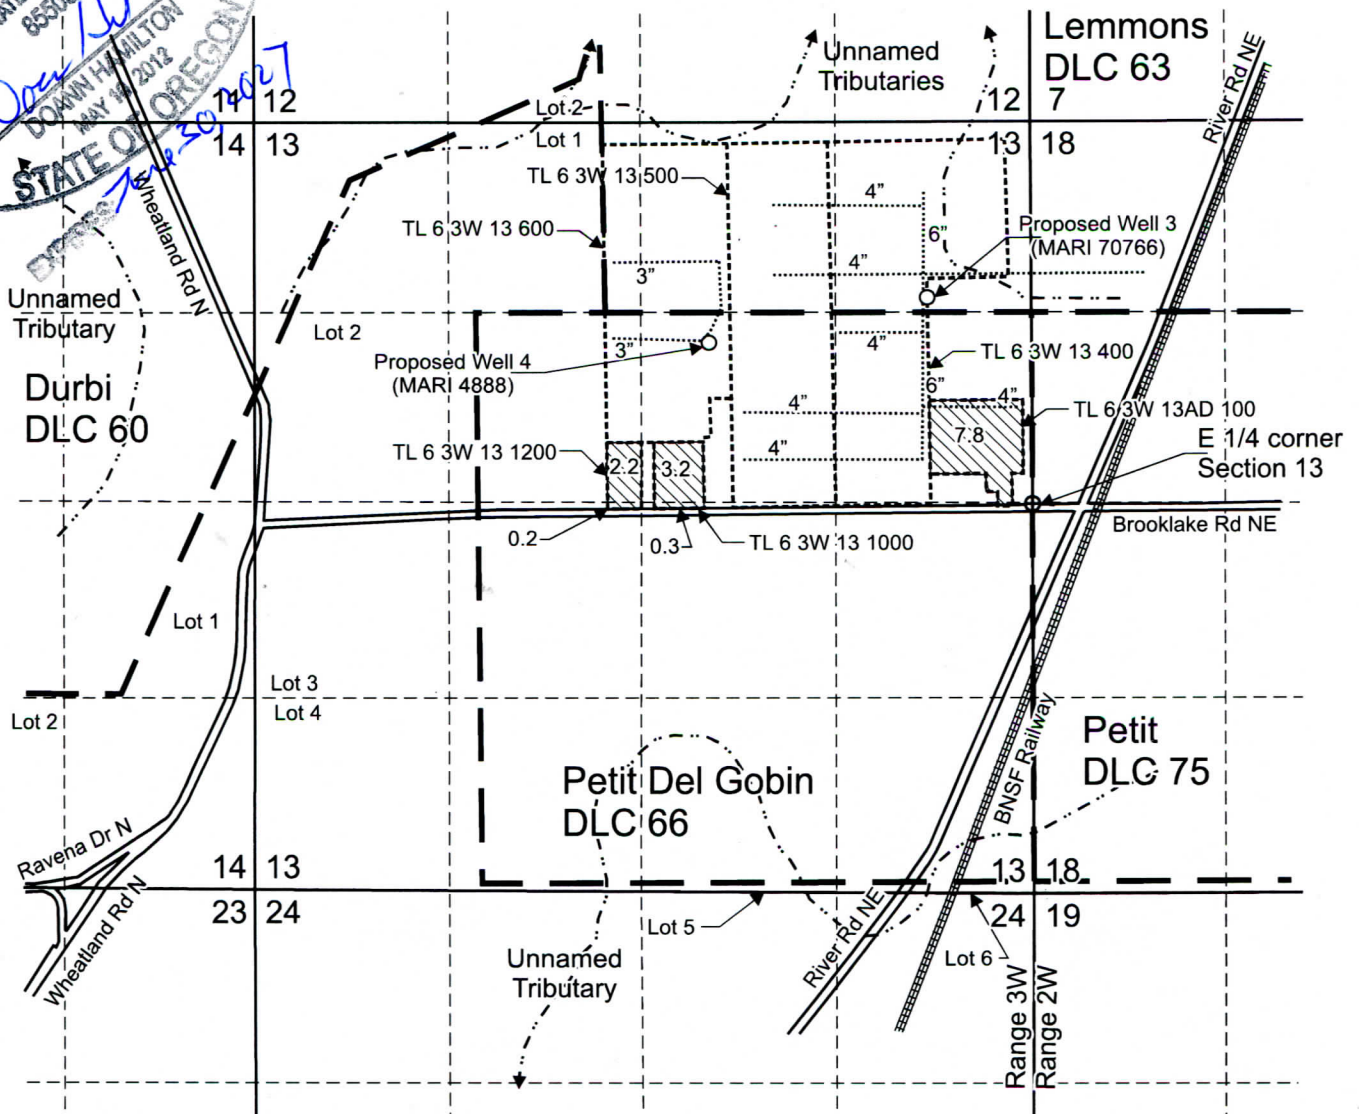 8550
DOANN HAMILTON
MAY 2012
STATE OF OREGON
EXPIRES: June 30, 2027
Unnamed
Tributaries
Lemmons
DLC 63
River Rd NE
11 12
14 13
Lot 2
Lot 1
12 7
13 18
Wheatland Rd N
TL 6 3W 13 500
TL 6 3W 13 600
4"
6"
Proposed Well 3
(MARI 70766)
3"
4"
Unnamed
Tributary
Lot 2
Proposed Well 4
(MARI 4888)
3"
4"
TL 6 3W 13 400
Durbi
DLC 60
6"
4"
4"
TL 6 3W 13AD 100
7.8
E 1/4 corner
Section 13
TL 6 3W 13 1200
2.2
3.2
4"
0.2
0.3
TL 6 3W 13 1000
Brooklake Rd NE
Lot 1
Lot 3
Lot 4
Lot 2
Petit Del Gobin
DLC 66
BNSF Railway
Petit
DLC 75
Ravena Dr N
14 13
23 24
Wheatland Rd N
13 18
24 19
Lot 5
River Rd NE
Lot 6
Unnamed
Tributary
Range 3W
Range 2W